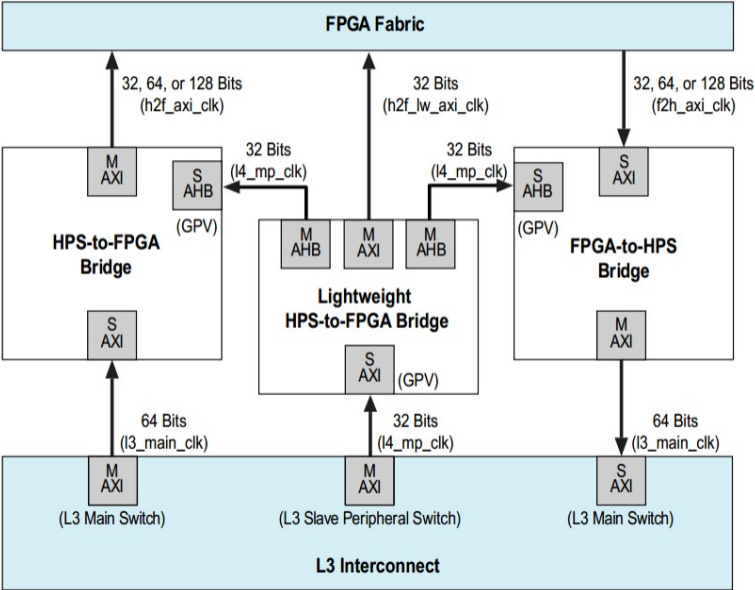 FPGA Fabric
32, 64, or 128 Bits
(h2f_axi_clk)
32 Bits
(h2f_lw_axi_clk)
32, 64, or 128 Bits
(f2h_axi_clk)
M
AXI
S
AHB
(GPV)
32 Bits
(l4_mp_clk)
32 Bits
(l4_mp_clk)
S
AHB
(GPV)
S
AXI
HPS-to-FPGA
Bridge
M
AHB
M
AXI
M
AHB
FPGA-to-HPS
Bridge
Lightweight
HPS-to-FPGA Bridge
S
AXI
S
AXI
(GPV)
M
AXI
64 Bits
(l3_main_clk)
32 Bits
(l4_mp_clk)
64 Bits
(l3_main_clk)
M
AXI
(L3 Main Switch)
M
AXI
(L3 Slave Peripheral Switch)
S
AXI
(L3 Main Switch)
L3 Interconnect